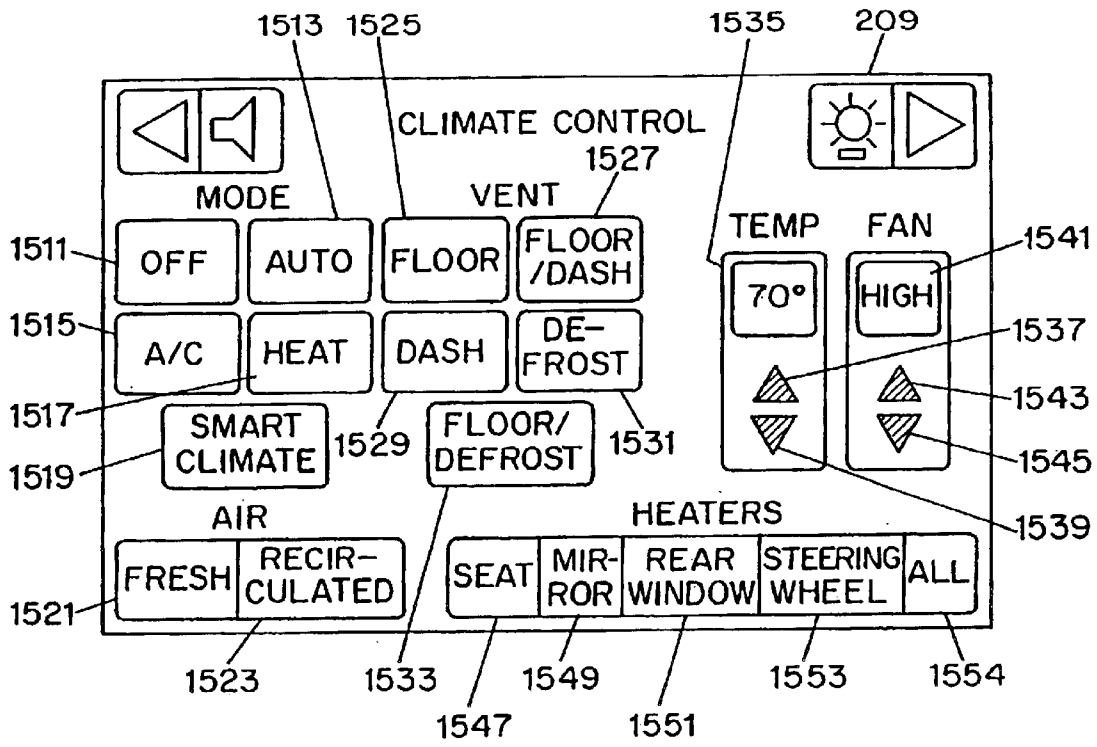 1513 1525 1535 209
CLIMATE CONTROL
1527
MODE VENT
TEMP FAN
1511 OFF AUTO FLOOR FLOOR
/DASH
70° HIGH 1541
1515 A/C HEAT DASH DE-
FROST
1537
1517 1529 1531 1543
SMART
CLIMATE
FLOOR/
DEFROST
1519 1545
1539
AIR HEATERS
FRESH RECIR-
CULATED
SEAT MIR-
ROR
REAR
WINDOW
STEERING
WHEEL
ALL
1521
1523 1533 1549 1553 1554
1547 1551